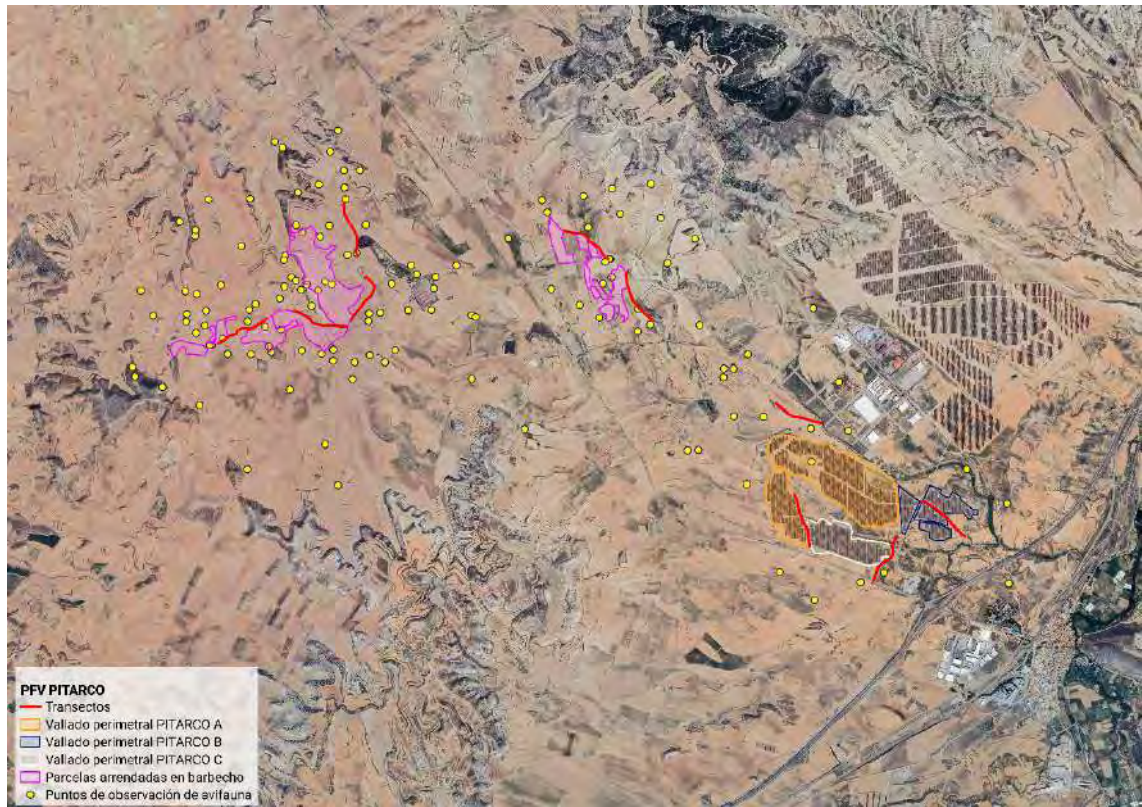 PFV PITARCO
Transectos
Vallado perimetral PITARCO A
Vallado perimetral PITARCO B
Vallado perimetral PITARCO C
Parcelas arrendadas en barbecho
Puntos de observación de avifauna